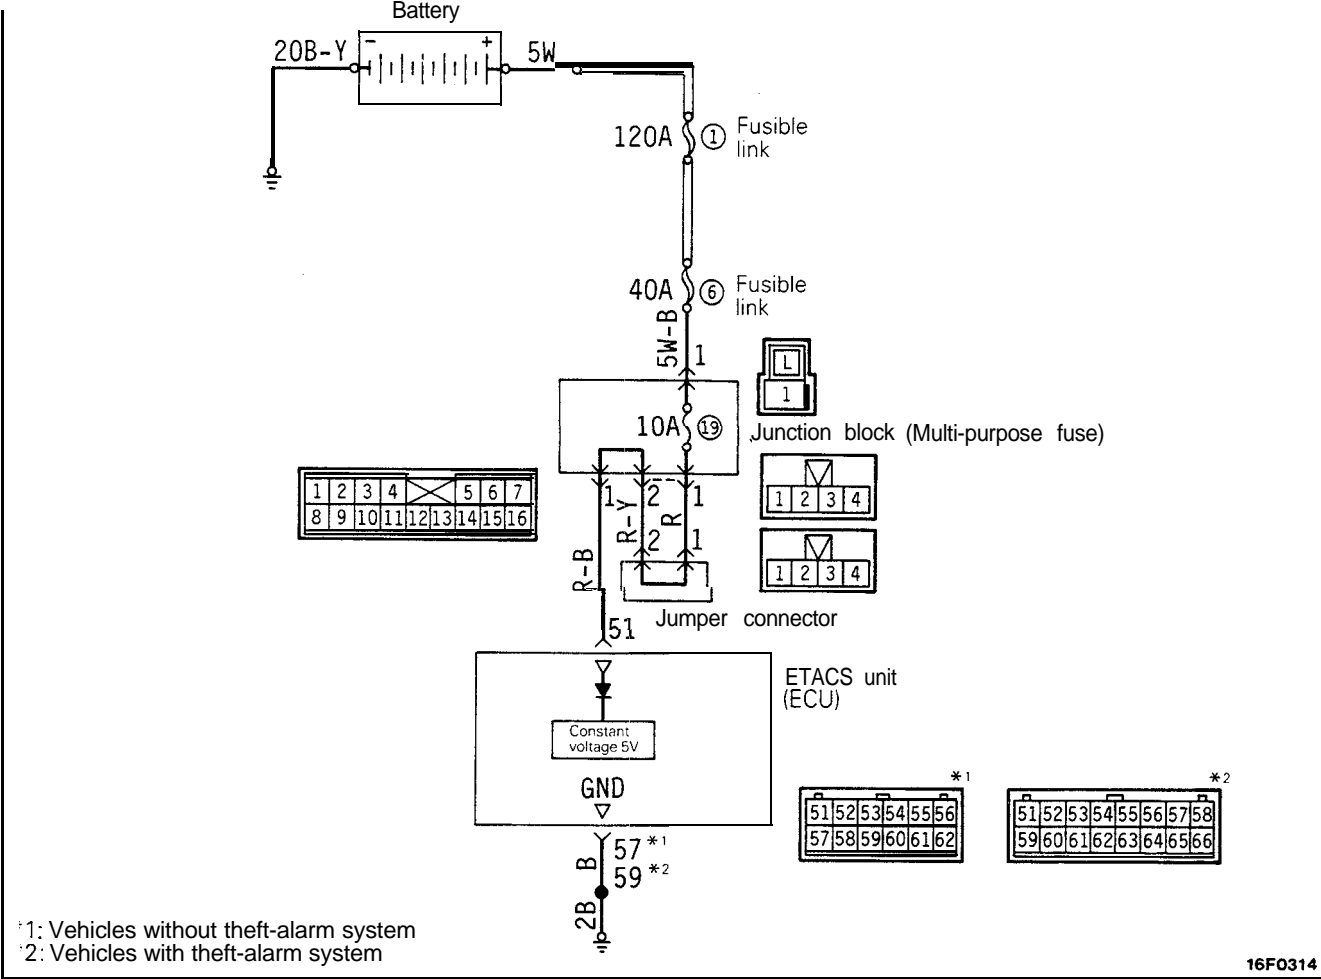 Battery
20B-Y
- +
5W
120A 1 Fusible
link
40A 6 Fusible
link
5W-B
1
L
1
10A 19
Junction block (Multi-purpose fuse)
1 2 3 4 5 6 7
8 9 10 11 12 13 14 15 16
1 2 1
R-Y
R
1 2 3 4
2 1
R-B
1 2 3 4
Jumper connector
51
ETACS unit
(ECU)
Constant
voltage 5V
GND
*1
51 52 53 54 55 56
57 58 59 60 61 62
*2
51 52 53 54 55 56 57 58
59 60 61 62 63 64 65 66
57 *1
59 *2
B
2B
*1: Vehicles without theft-alarm system
*2: Vehicles with theft-alarm system
16F0314